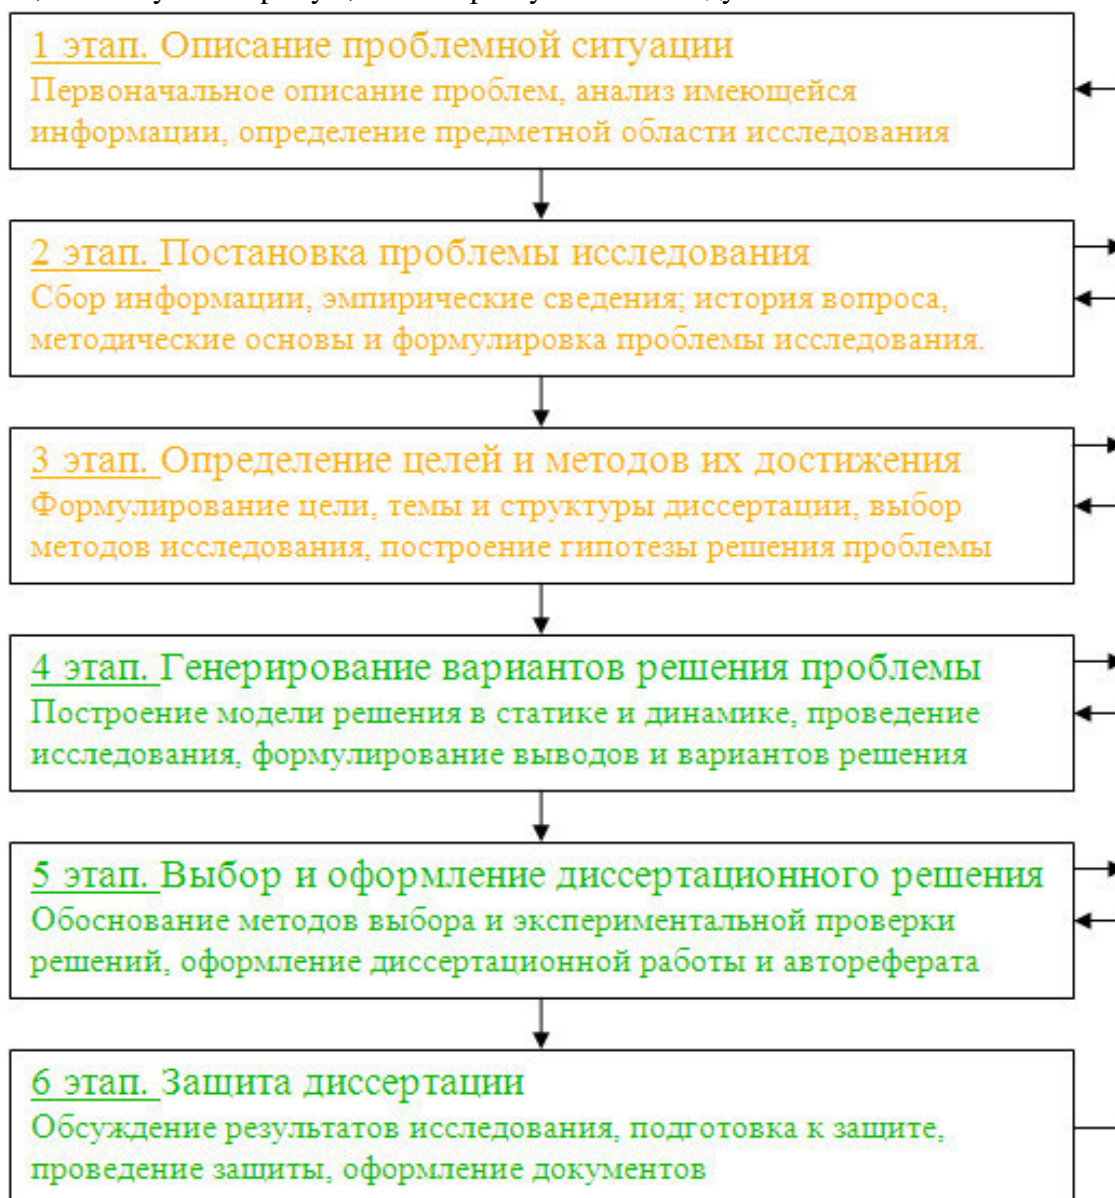 1 этап. Описание проблемной ситуации
Первоначальное описание проблем, анализ имеющейся
информации, определение предметной области исследования
2 этап. Постановка проблемы исследования
Сбор информации, эмпирические сведения; история вопроса,
методические основы и формулировка проблемы исследования.
3 этап. Определение целей и методов их достижения
Формулирование цели, темы и структуры диссертации, выбор
методов исследования, построение гипотезы решения проблемы
4 этап. Генерирование вариантов решения проблемы
Построение модели решения в статике и динамике, проведение
исследования, формулирование выводов и вариантов решения
5 этап. Выбор и оформление диссертационного решения
Обоснование методов выбора и экспериментальной проверки
решений, оформление диссертационной работы и автореферата
6 этап. Защита диссертации
Обсуждение результатов исследования, подготовка к защите,
проведение защиты, оформление документов